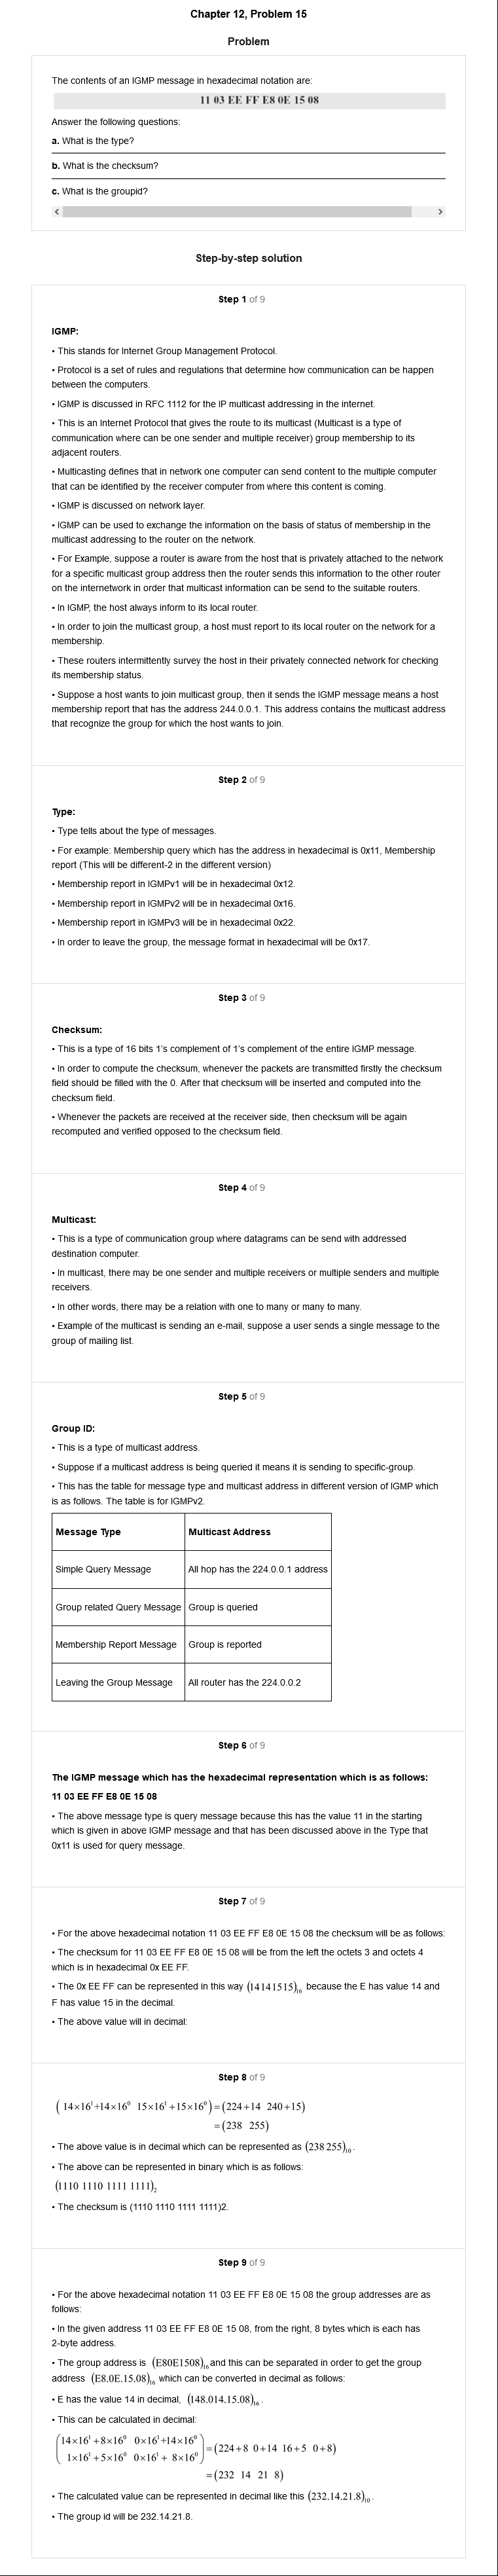 Chapter 12, Problem 15
Problem
The contents of an IGMP message in hexadecimal notation are:
11 03 EE FF E8 0E 15 08
Answer the following questions:
a. What is the type?
b. What is the checksum?
c. What is the groupid?
Step-by-step solution
Step 1 of 9
IGMP:
• This stands for Internet Group Management Protocol.
• Protocol is a set of rules and regulations that determine how communication can be happen
between the computers.
• IGMP is discussed in RFC 1112 for the IP multicast addressing in the internet.
• This is an Internet Protocol that gives the route to its multicast (Multicast is a type of
communication where can be one sender and multiple receiver) group membership to its
adjacent routers.
• Multicasting defines that in network one computer can send content to the multiple computer
that can be identified by the receiver computer from where this content is coming.
• IGMP is discussed on network layer.
• IGMP can be used to exchange the information on the basis of status of membership in the
multicast addressing to the router on the network.
• For Example, suppose a router is aware from the host that is privately attached to the network
for a specific multicast group address then the router sends this information to the other router
on the internetwork in order that multicast information can be send to the suitable routers.
• In IGMP, the host always inform to its local router.
• In order to join the multicast group, a host must report to its local router on the network for a
membership.
• These routers intermittently survey the host in their privately connected network for checking
its membership status.
• Suppose a host wants to join multicast group, then it sends the IGMP message means a host
membership report that has the address 244.0.0.1. This address contains the multicast address
that recognize the group for which the host wants to join.
Step 2 of 9
Type:
• Type tells about the type of messages.
• For example: Membership query which has the address in hexadecimal is 0x11, Membership
report (This will be different-2 in the different version)
• Membership report in IGMPv1 will be in hexadecimal 0x12.
• Membership report in IGMPv2 will be in hexadecimal 0x16.
• Membership report in IGMPv3 will be in hexadecimal 0x22.
• In order to leave the group, the message format in hexadecimal will be 0x17.
Step 3 of 9
Checksum:
• This is a type of 16 bits 1's complement of 1's complement of the entire IGMP message.
• In order to compute the checksum, whenever the packets are transmitted firstly the checksum
field should be filled with the 0. After that checksum will be inserted and computed into the
checksum field.
• Whenever the packets are received at the receiver side, then checksum will be again
recomputed and verified opposed to the checksum field.
Step 4 of 9
Multicast:
• This is a type of communication group where datagrams can be send with addressed
destination computer.
• In multicast, there may be one sender and multiple receivers or multiple senders and multiple
receivers.
• In other words, there may be a relation with one to many or many to many.
• Example of the multicast is sending an e-mail, suppose a user sends a single message to the
group of mailing list.
Step 5 of 9
Group ID:
• This is a type of multicast address.
• Suppose if a multicast address is being queried it means it is sending to specific-group.
• This has the table for message type and multicast address in different version of IGMP which
is as follows. The table is for IGMPv2.
Message Type Multicast Address
Simple Query Message All hop has the 224.0.0.1 address
Group related Query Message Group is queried
Membership Report Message Group is reported
Leaving the Group Message All router has the 224.0.0.2
Step 6 of 9
The IGMP message which has the hexadecimal representation which is as follows:
11 03 EE FF E8 0E 15 08
• The above message type is query message because this has the value 11 in the starting
which is given in above IGMP message and that has been discussed above in the Type that
0x11 is used for query message.
Step 7 of 9
• For the above hexadecimal notation 11 03 EE FF E8 0E 15 08 the checksum will be as follows:
• The checksum for 11 03 EE FF E8 0E 15 08 will be from the left the octets 3 and octets 4
which is in hexadecimal 0x EE FF.
• The 0x EE FF can be represented in this way (14141515)₁₆ because the E has value 14 and
F has value 15 in the decimal.
• The above value will in decimal:
Step 8 of 9
(14×16¹+14×16⁰ 15×16¹+15×16⁰)=(224+14 240+15)
=(238 255)
• The above value is in decimal which can be represented as (238 255)₁₀.
• The above can be represented in binary which is as follows:
(1110 1110 1111 1111)₂
• The checksum is (1110 1110 1111 1111)2.
Step 9 of 9
• For the above hexadecimal notation 11 03 EE FF E8 0E 15 08 the group addresses are as
follows:
• In the given address 11 03 EE FF E8 0E 15 08, from the right, 8 bytes which is each has
2-byte address.
• The group address is (E80E1508)₁₆ and this can be separated in order to get the group
address (E8.0E.15.08)₁₆ which can be converted in decimal as follows:
• E has the value 14 in decimal, (148.014.15.08)₁₆.
• This can be calculated in decimal:
(14×16¹+8×16⁰ 0×16¹+14×16⁰
1×16¹+5×16⁰ 0×16¹+ 8×16⁰)=(224+8 0+14 16+5 0+8)
=(232 14 21 8)
• The calculated value can be represented in decimal like this (232.14.21.8)₁₀.
• The group id will be 232.14.21.8.